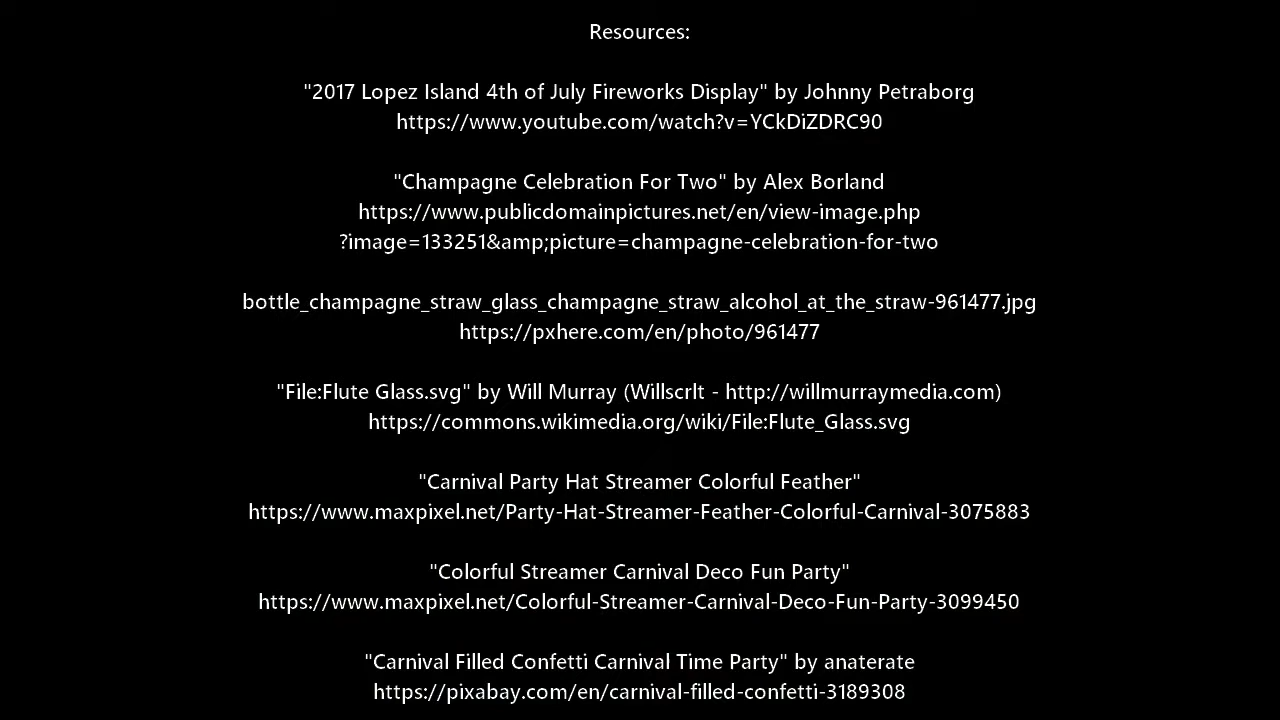 Resources:
"2017 Lopez Island 4th of July Fireworks Display" by Johnny Petraborg
https://www.youtube.com/watch?v=YCkDiZDRC90
"Champagne Celebration For Two" by Alex Borland
https://www.publicdomainpictures.net/en/view-image.php
?image=133251&amp;picture=champagne-celebration-for-two
bottle_champagne_straw_glass_champagne_straw_alcohol_at_the_straw-961477.jpg
https://pxhere.com/en/photo/961477
"File:Flute Glass.svg" by Will Murray (Willscrlt - http://willmurraymedia.com)
https://commons.wikimedia.org/wiki/File:Flute_Glass.svg
"Carnival Party Hat Streamer Colorful Feather"
https://www.maxpixel.net/Party-Hat-Streamer-Feather-Colorful-Carnival-3075883
"Colorful Streamer Carnival Deco Fun Party"
https://www.maxpixel.net/Colorful-Streamer-Carnival-Deco-Fun-Party-3099450
"Carnival Filled Confetti Carnival Time Party" by anaterate
https://pixabay.com/en/carnival-filled-confetti-3189308